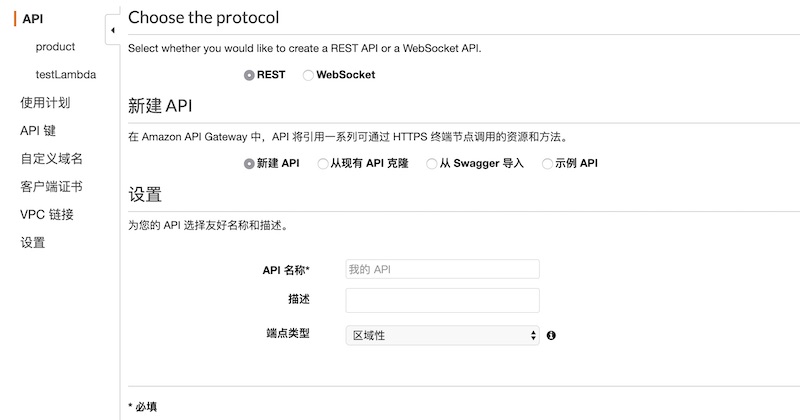 API
product
testLambda
使用计划
API 键
自定义域名
客户端证书
VPC 链接
设置
Choose the protocol
Select whether you would like to create a REST API or a WebSocket API.
REST WebSocket
新建 API
在 Amazon API Gateway 中，API 将引用一系列可通过 HTTPS 终端节点调用的资源和方法。
新建 API 从现有 API 克隆 从 Swagger 导入 示例 API
设置
为您的 API 选择友好名称和描述。
API 名称* 我的 API
描述
端点类型 区域性
* 必填